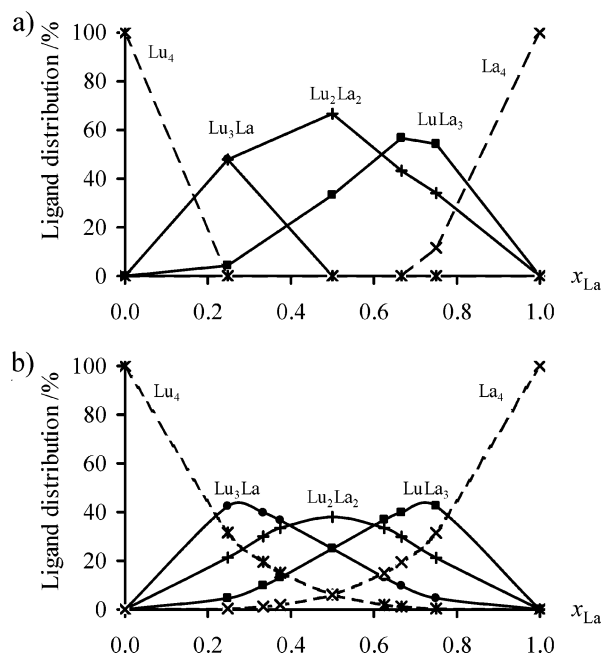 a)
Ligand distribution /%
100
80
60
40
20
0
Lu₄
Lu₃La
Lu₂La₂
LuLa₃
La₄
0.0 0.2 0.4 0.6 0.8 1.0
x_La
b)
Ligand distribution /%
100
80
60
40
20
0
Lu₄
Lu₃La
Lu₂La₂
LuLa₃
La₄
0.0 0.2 0.4 0.6 0.8 1.0
x_La